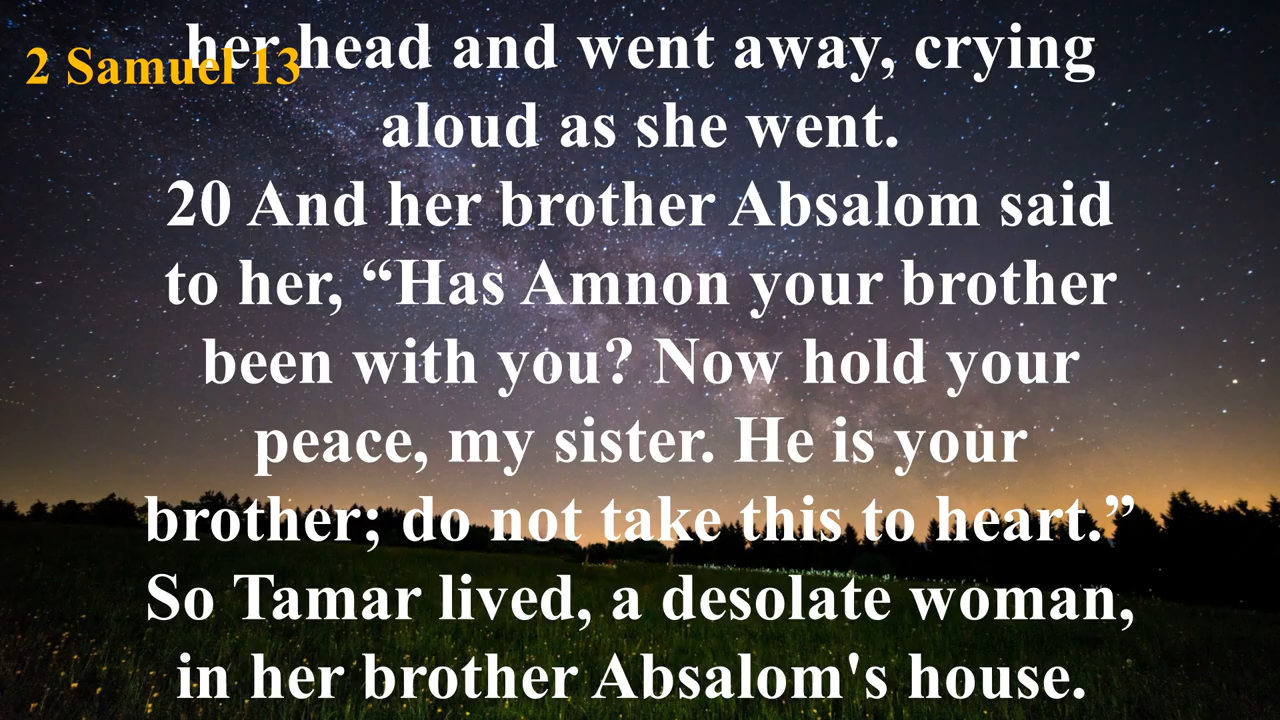 2 Samuel 13
her head and went away, crying
aloud as she went.
20 And her brother Absalom said
to her, “Has Amnon your brother
been with you? Now hold your
peace, my sister. He is your
brother; do not take this to heart.”
So Tamar lived, a desolate woman,
in her brother Absalom's house.